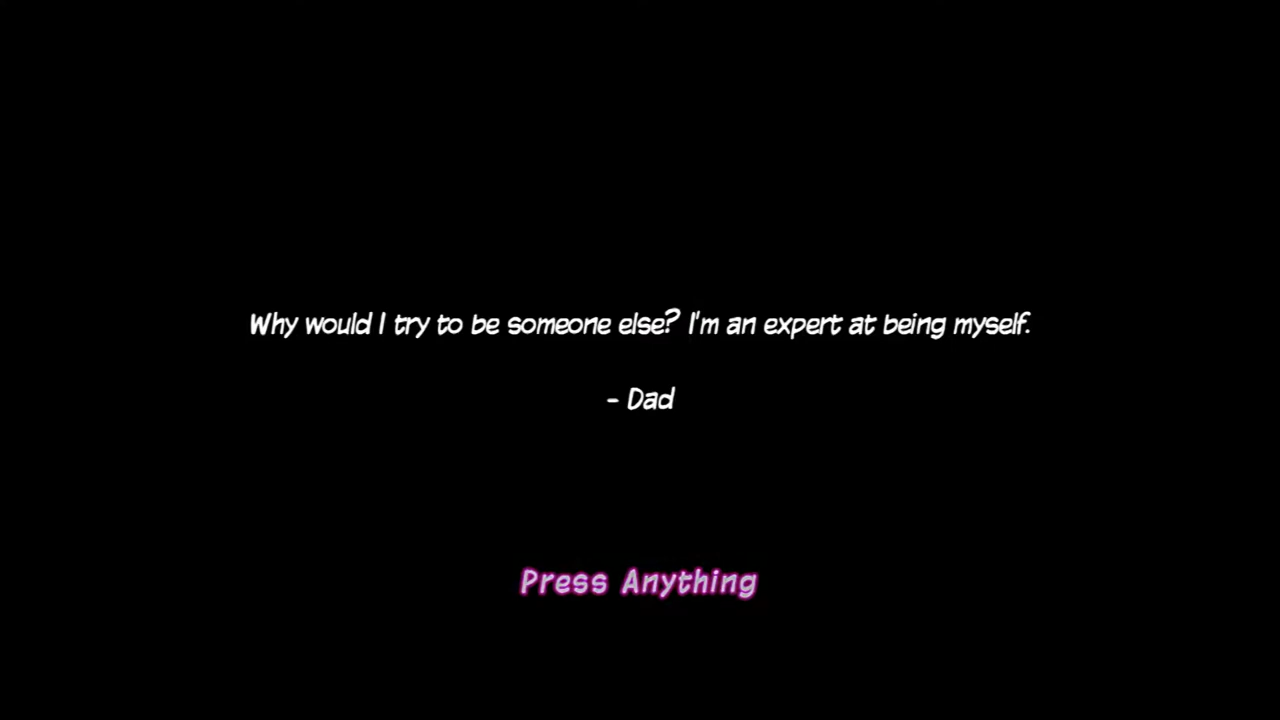 Why would I try to be someone else? I'm an expert at being myself.
- Dad
Press Anything